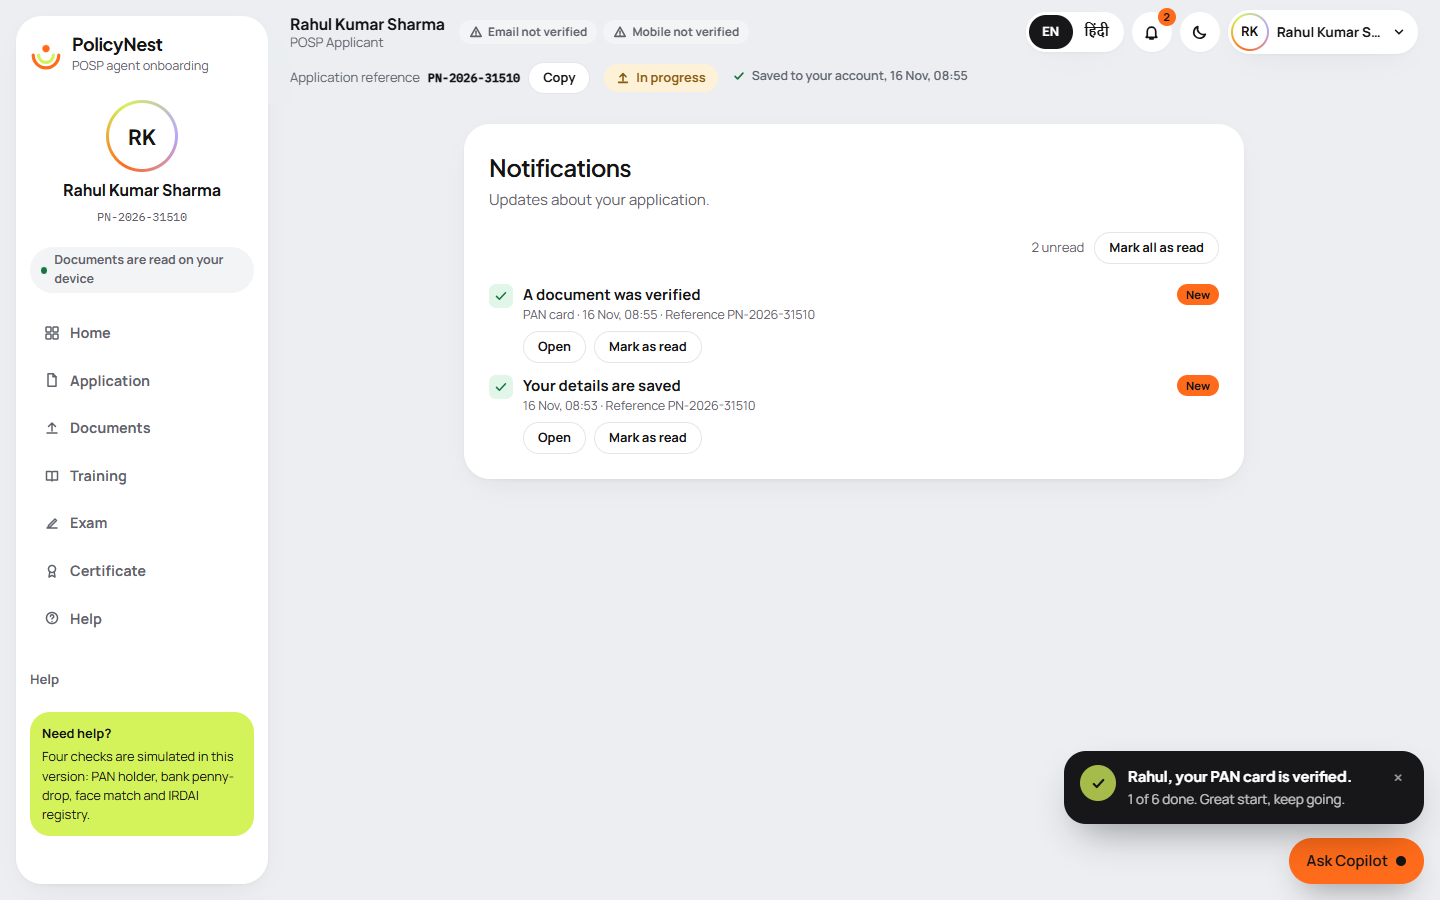 PolicyNest
POSP agent onboarding
RK
Rahul Kumar Sharma
PN-2026-31510
Documents are read on your
device
Home
Application
Documents
Training
Exam
Certificate
Help
Help
Need help?
Four checks are simulated in this
version: PAN holder, bank penny-
drop, face match and IRDAI
registry.
Rahul Kumar Sharma
POSP Applicant
Email not verified
Mobile not verified
EN
हिंदी
2
RK
Rahul Kumar S...
Application reference PN-2026-31510
Copy
In progress
Saved to your account, 16 Nov, 08:55
Notifications
Updates about your application.
2 unread
Mark all as read
A document was verified
New
PAN card · 16 Nov, 08:55 · Reference PN-2026-31510
Open
Mark as read
Your details are saved
New
16 Nov, 08:53 · Reference PN-2026-31510
Open
Mark as read
Rahul, your PAN card is verified.
1 of 6 done. Great start, keep going.
Ask Copilot